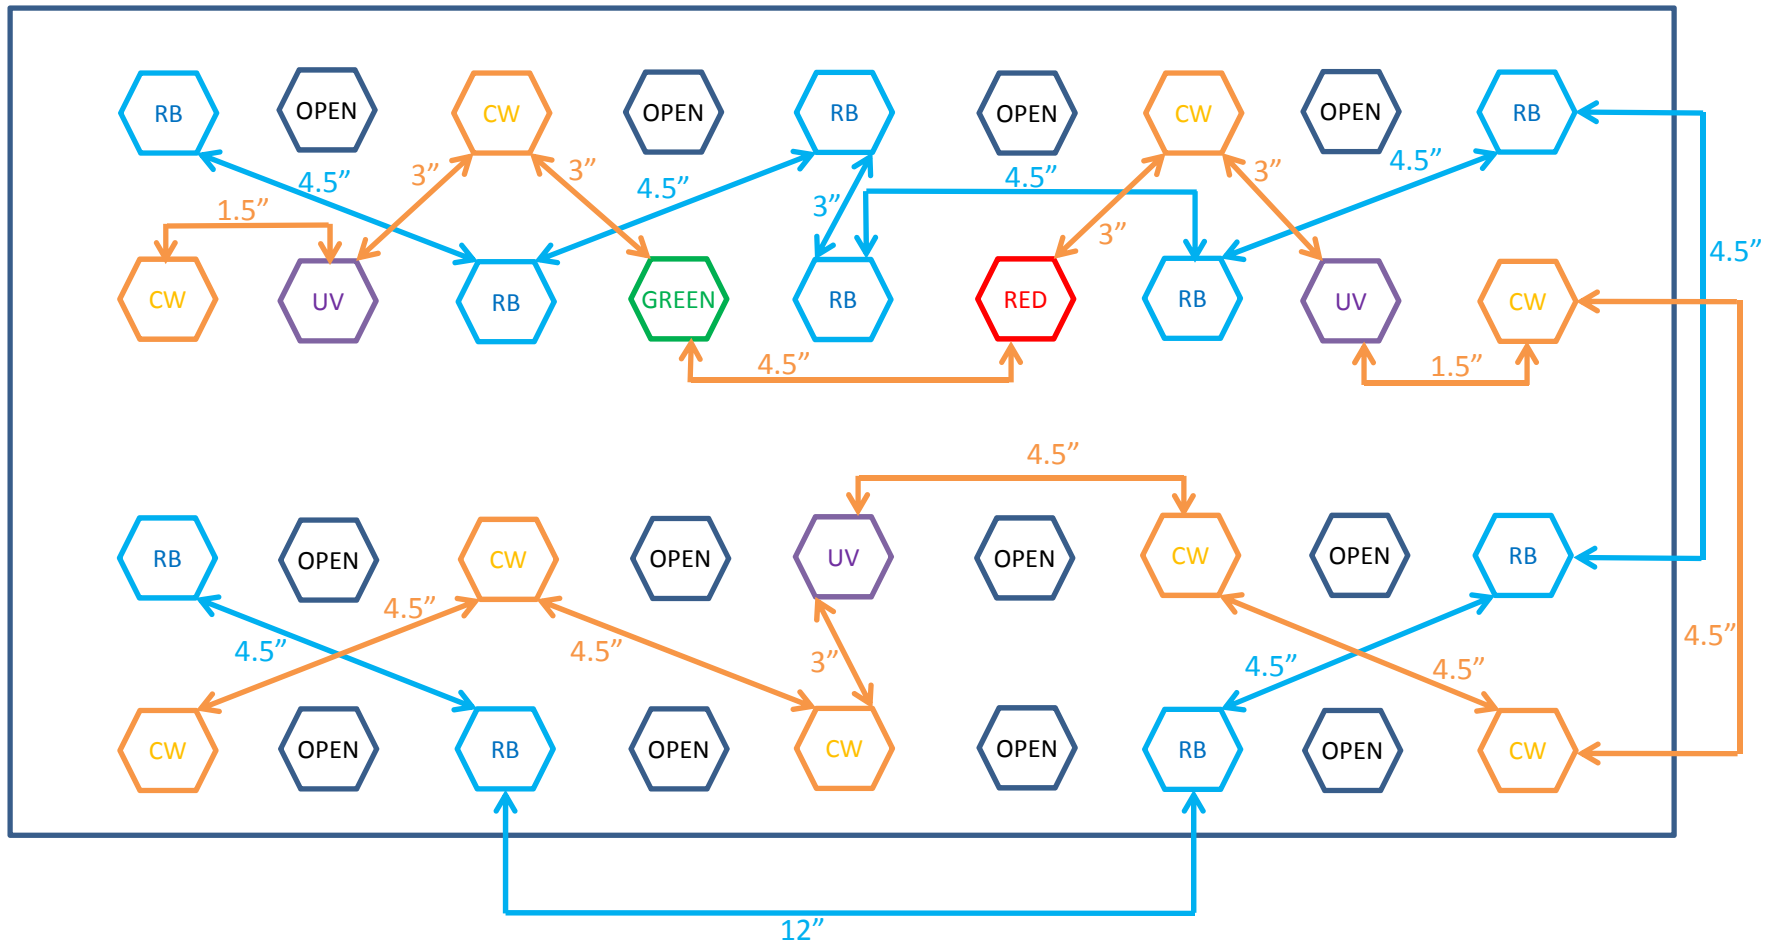 RB OPEN CW OPEN RB OPEN CW OPEN RB
4.5” 3” 3” 4.5” 4.5” 3” 4.5”
1.5” 3” 3”
4.5”
CW UV RB GREEN RB RED RB UV CW
4.5” 1.5”
4.5”
RB OPEN CW OPEN UV OPEN CW OPEN RB
4.5” 4.5”
4.5” 4.5” 3” 4.5” 4.5”
CW OPEN RB OPEN CW OPEN RB OPEN CW
12”